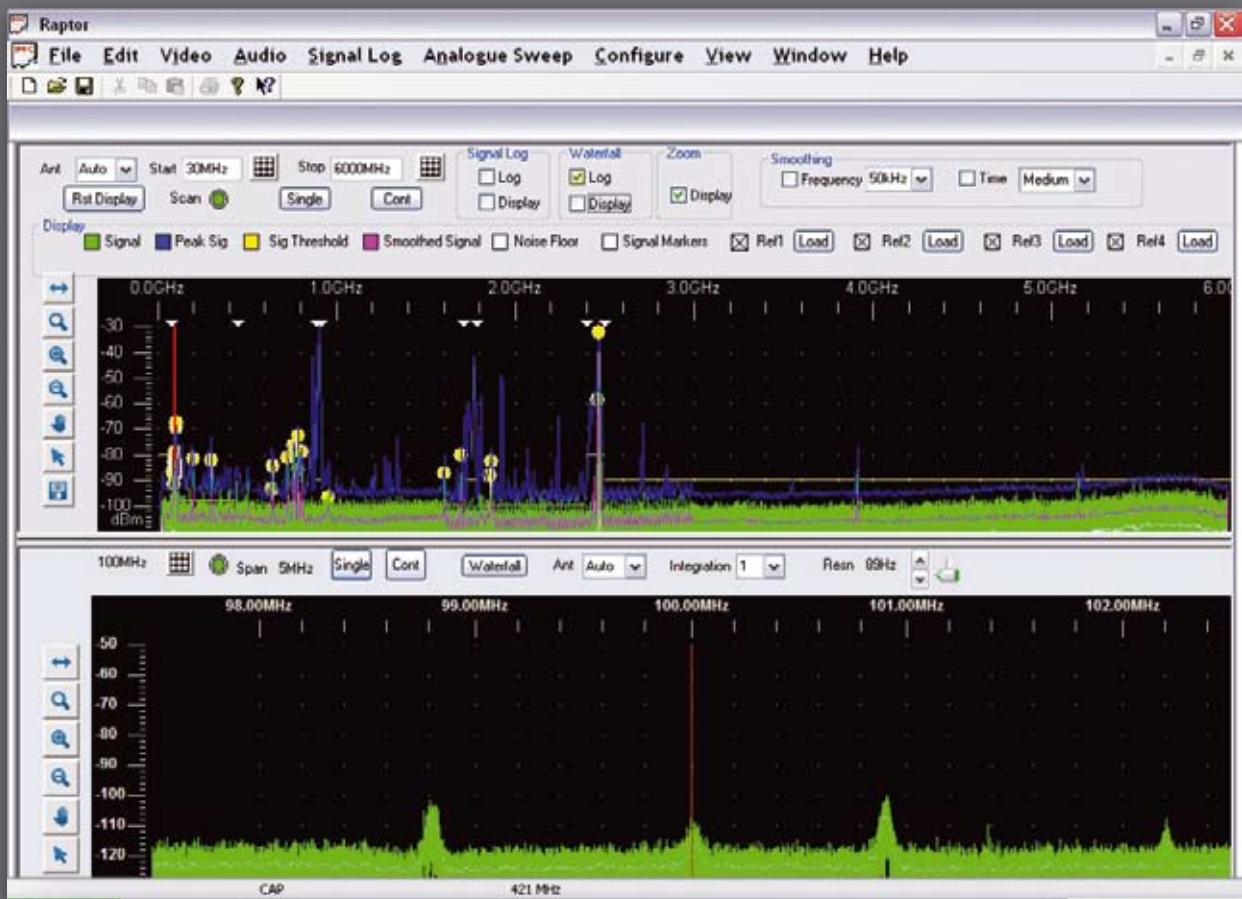 Raptor
File Edit Video Audio Signal Log Analogue Sweep Configure View Window Help
Signal Log Waterfall Zoom Smoothing
Ant Auto Start 30MHz Stop 6000MHz Log Log Display Frequency 50kHz Time Medium
Rst Display Scan Single Cont Display Display
Display
Signal Peak Sig Sig Threshold Smoothed Signal Noise Floor Signal Markers Ref1 Load Ref2 Load Ref3 Load Ref4 Load
0.0GHz 1.0GHz 2.0GHz 3.0GHz 4.0GHz 5.0GHz 6.0G
-30
-40
-50
-60
-70
-80
-90
-100
dBm
100MHz Span 5MHz Single Cont Waterfall Ant Auto Integration 1 Resn 89Hz
98.00MHz 99.00MHz 100.00MHz 101.00MHz 102.00MHz
-50
-60
-70
-80
-90
-100
-110
-120
CAP 421 MHz